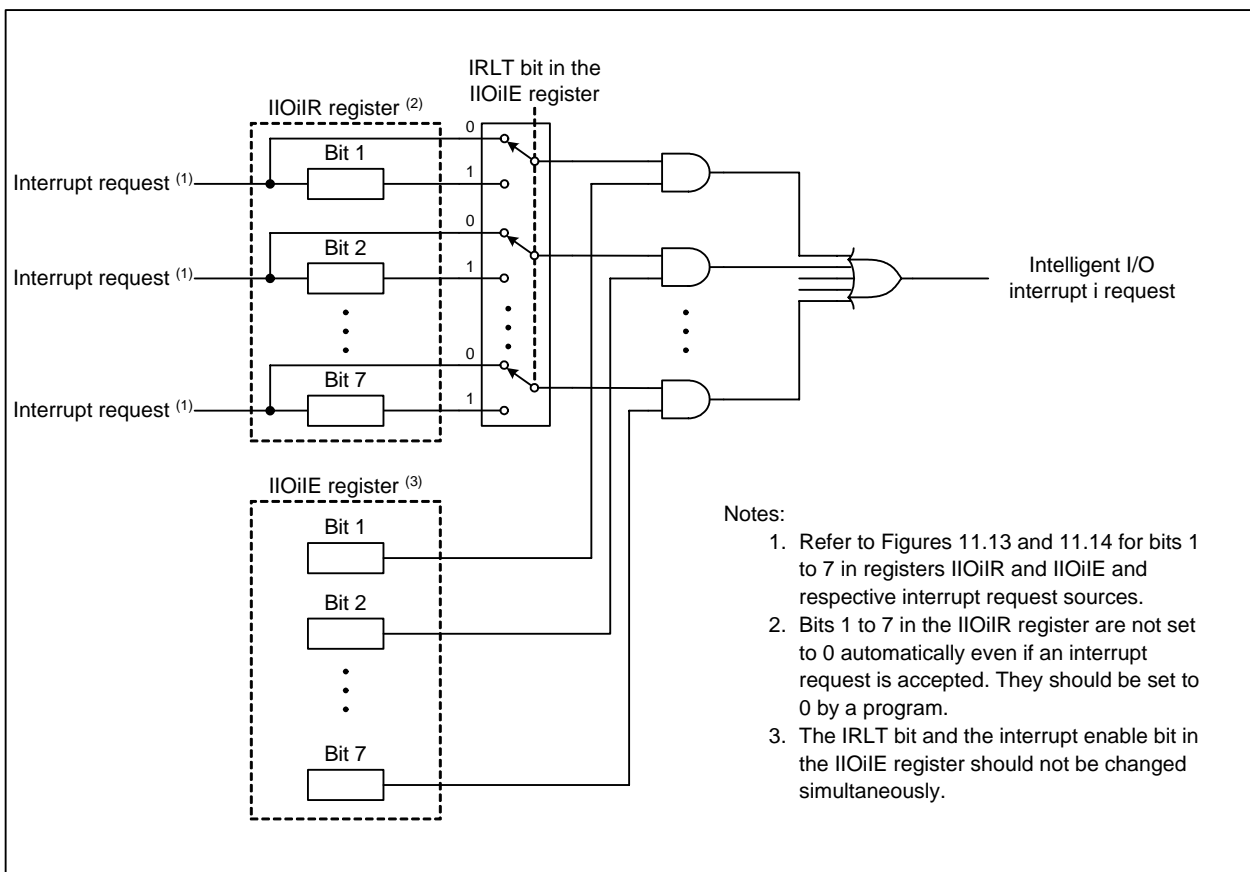 IRLT bit in the
IIOiIE register
IIOiIR register (2)
0
Bit 1
Interrupt request (1)
1
0
Bit 2
Interrupt request (1)
1
Intelligent I/O
interrupt i request
0
Bit 7
Interrupt request (1)
1
IIOiIE register (3)
Bit 1
Bit 2
Bit 7
Notes:
1. Refer to Figures 11.13 and 11.14 for bits 1
to 7 in registers IIOiIR and IIOiIE and
respective interrupt request sources.
2. Bits 1 to 7 in the IIOiIR register are not set
to 0 automatically even if an interrupt
request is accepted. They should be set to
0 by a program.
3. The IRLT bit and the interrupt enable bit in
the IIOiIE register should not be changed
simultaneously.